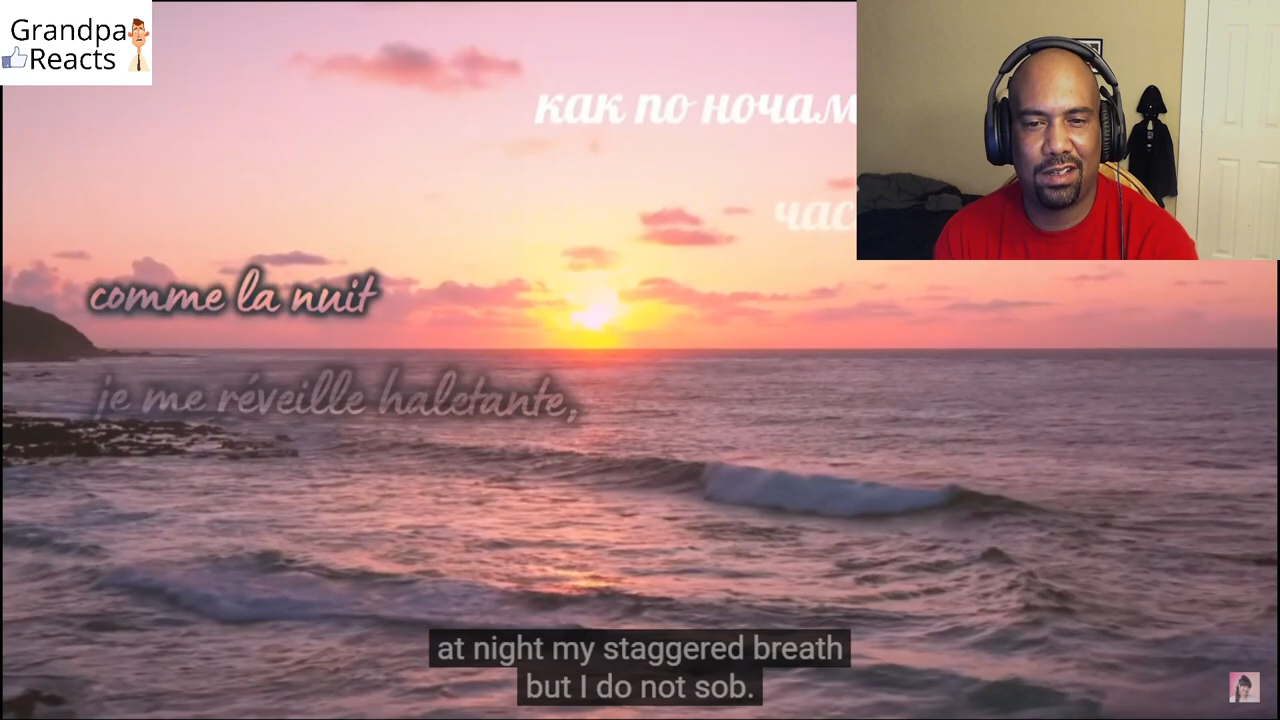 Grandpa
Reacts
как по ночам
час
comme la nuit
je me réveille haletante,
at night my staggered breath
but I do not sob.